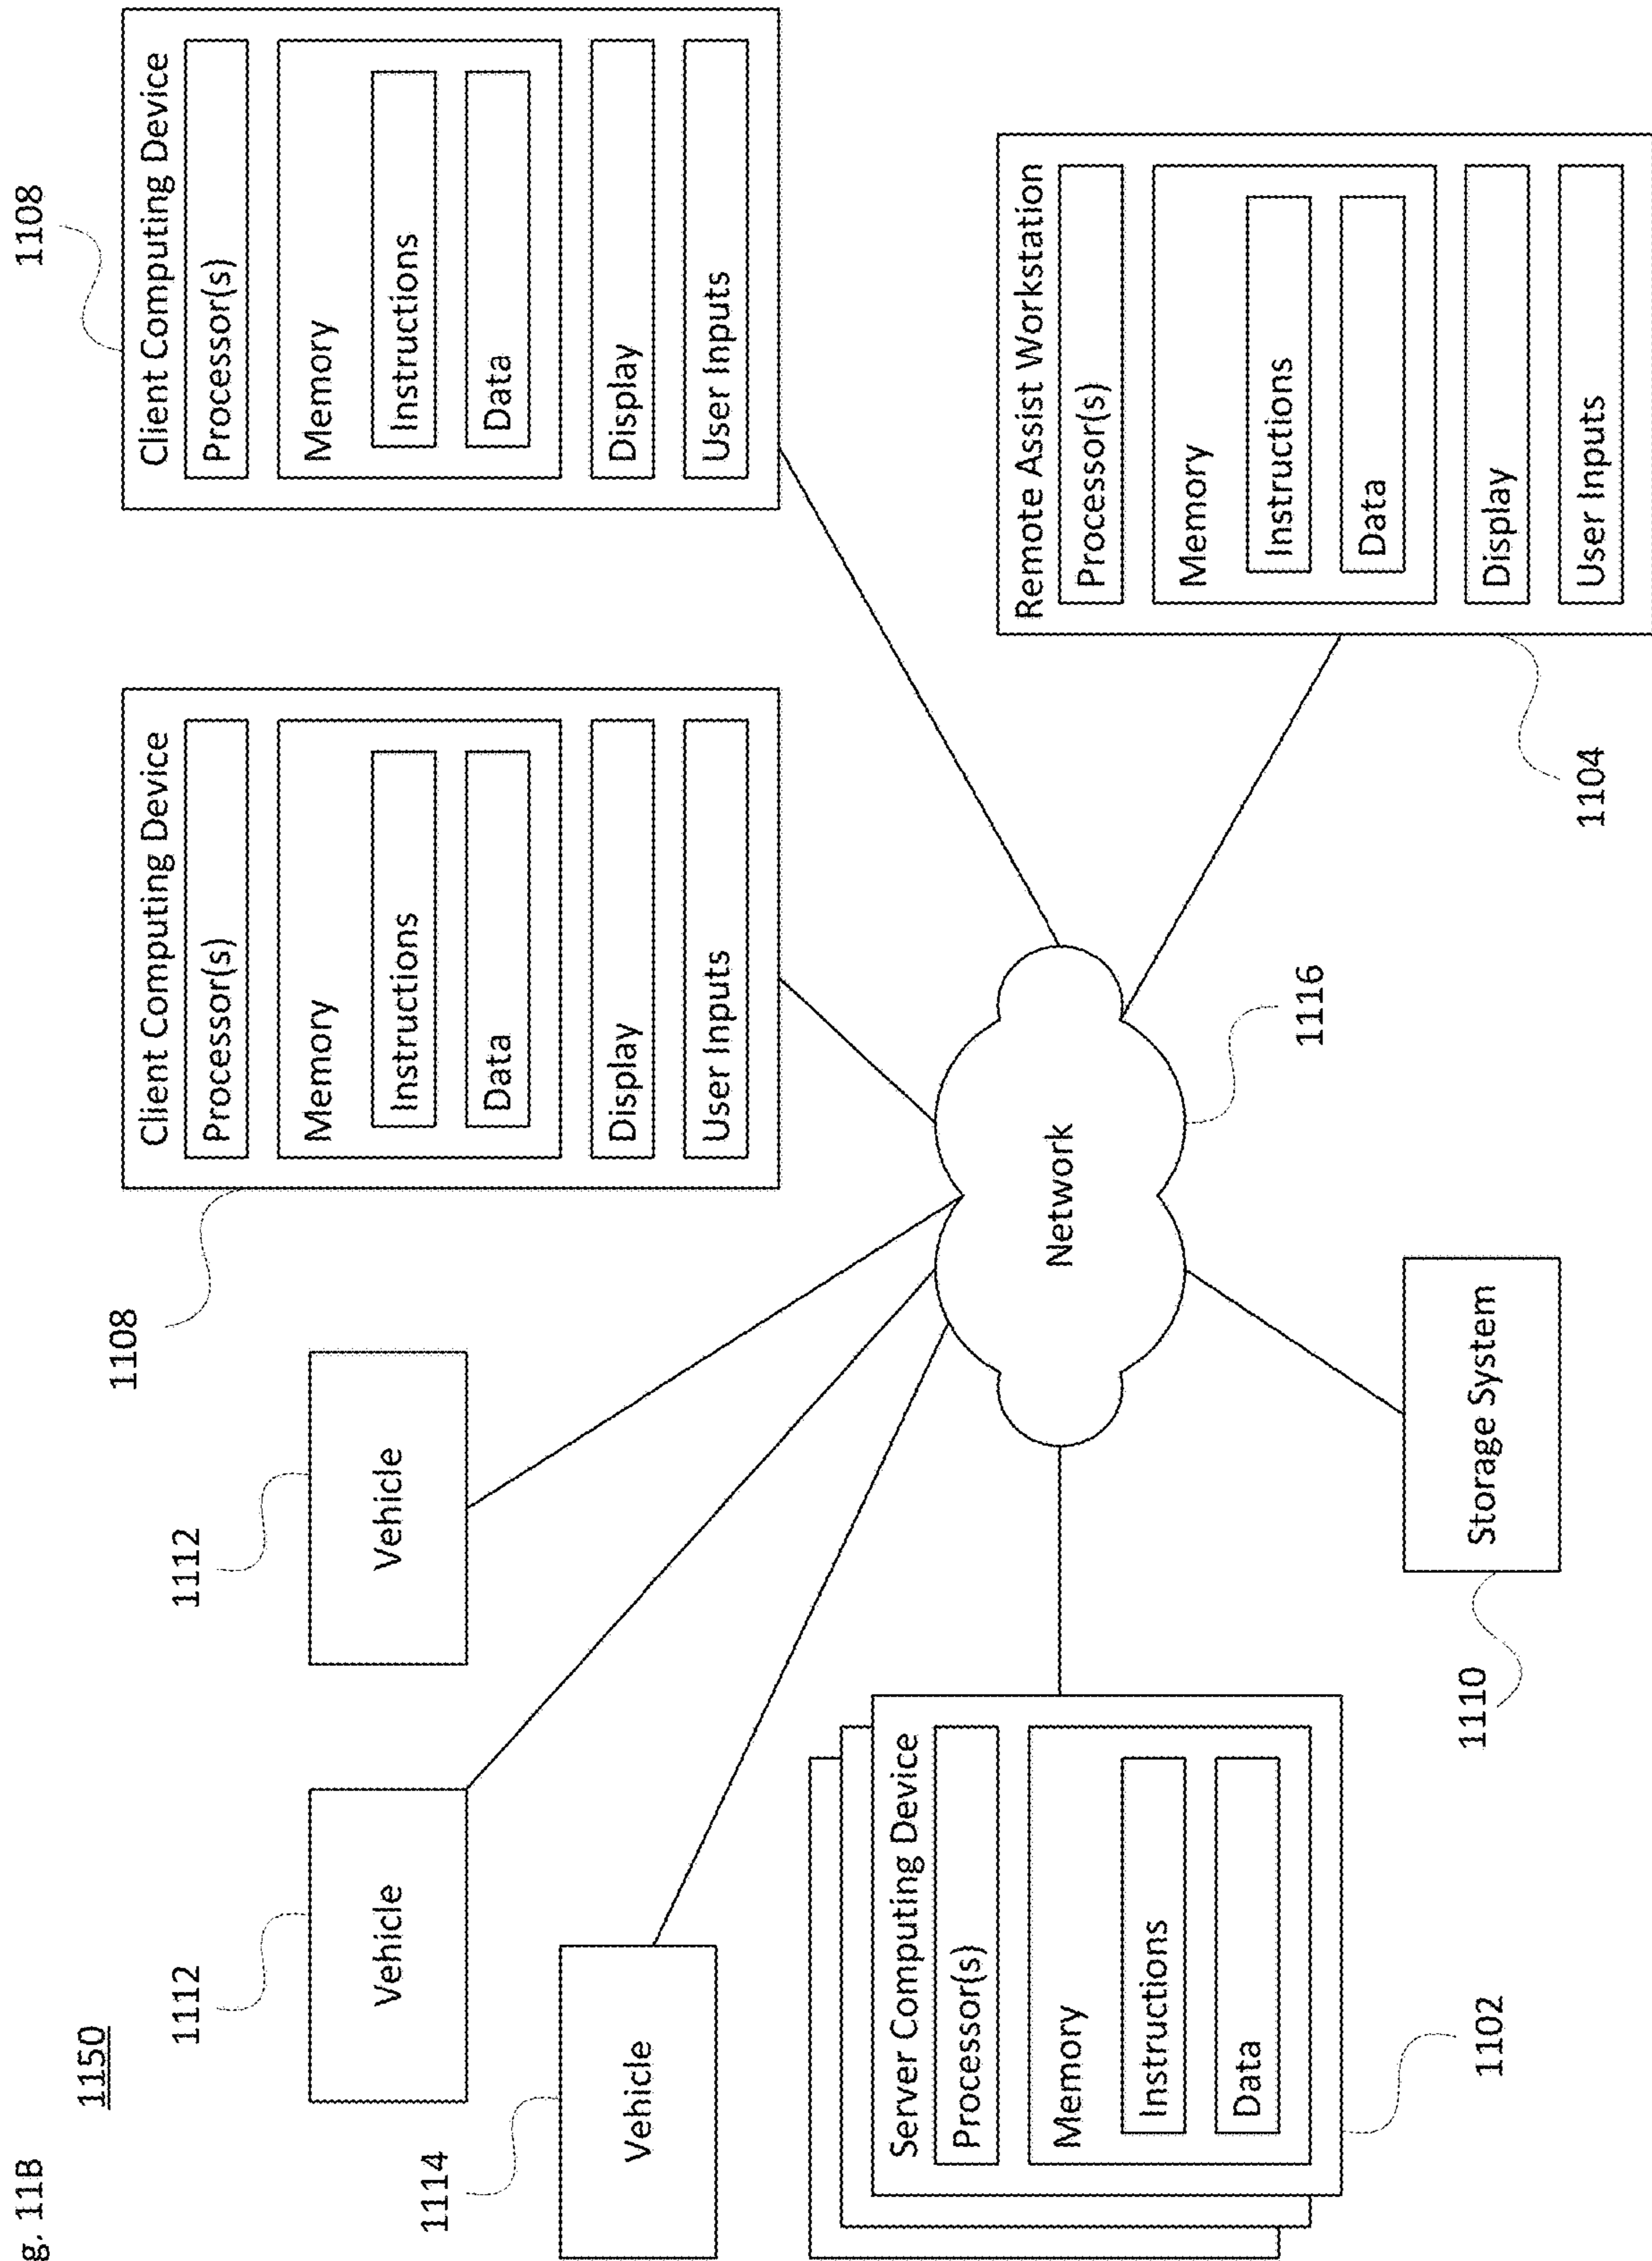 g. 11B
1150
1108
Client Computing Device
Processor(s)
Memory
Instructions
Data
Display
User Inputs
1108
Client Computing Device
Processor(s)
Memory
Instructions
Data
Display
User Inputs
1112
Vehicle
1112
Vehicle
1114
Vehicle
Server Computing Device
Processor(s)
Memory
Instructions
Data
1102
Network
1116
Remote Assist Workstation
Processor(s)
Memory
Instructions
Data
Display
User Inputs
1104
1110
Storage System